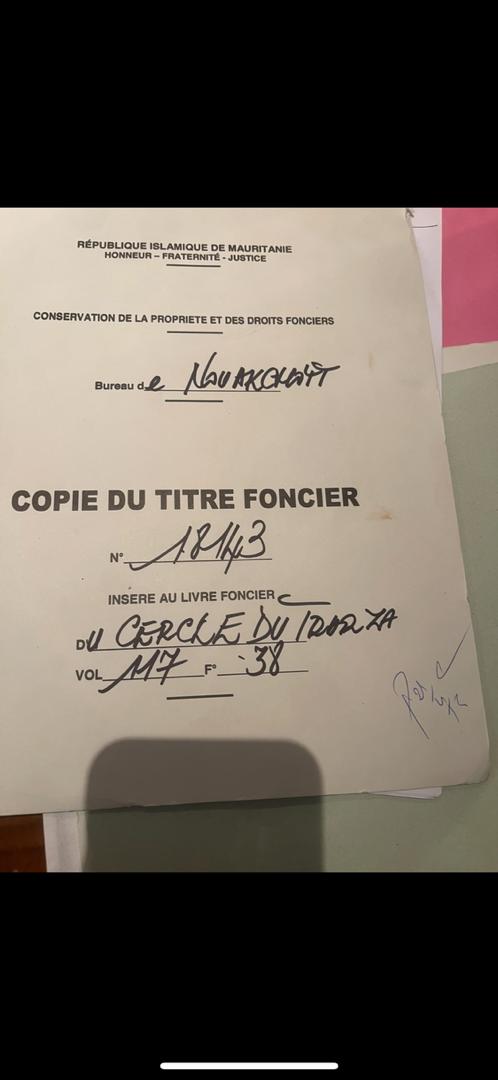 RÉPUBLIQUE ISLAMIQUE DE MAURITANIE
HONNEUR – FRATERNITÉ - JUSTICE
CONSERVATION DE LA PROPRIETE ET DES DROITS FONCIERS
Bureau de NOUAKCHOTT
COPIE DU TITRE FONCIER
N° 18143
INSERE AU LIVRE FONCIER
DU CERCLE DU TRARZA
VOL 117 F° 38